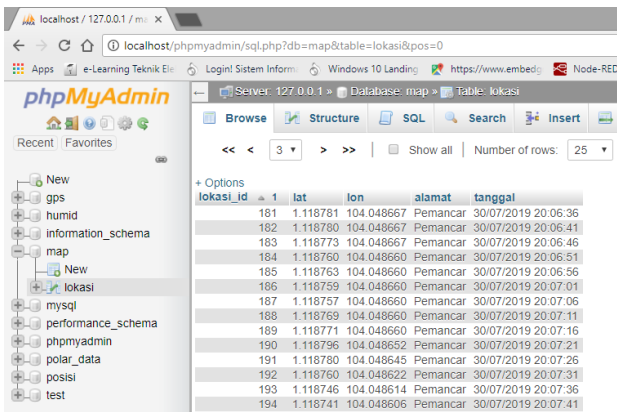 localhost / 127.0.0.1 / ma
localhost/phpmyadmin/sql.php?db=map&table=lokasi&pos=0
Apps e-Learning Teknik Ele Login! Sistem Inform Windows 10 Landing https://www.embedg Node-RED
phpMyAdmin
Recent Favorites
New
gps
humid
information_schema
map
New
lokasi
mysql
performance_schema
phpmyadmin
polar_data
posisi
test
Server: 127.0.0.1 » Database: map » Table: lokasi
Browse Structure SQL Search Insert
<< < 3 > >> Show all Number of rows: 25
+ Options
lokasi_id 1 lat lon alamat tanggal
181 1.118781 104.048667 Pemancar 30/07/2019 20:06:36
182 1.118780 104.048667 Pemancar 30/07/2019 20:06:41
183 1.118773 104.048667 Pemancar 30/07/2019 20:06:46
184 1.118760 104.048660 Pemancar 30/07/2019 20:06:51
185 1.118763 104.048660 Pemancar 30/07/2019 20:06:56
186 1.118759 104.048660 Pemancar 30/07/2019 20:07:01
187 1.118757 104.048660 Pemancar 30/07/2019 20:07:06
188 1.118769 104.048660 Pemancar 30/07/2019 20:07:11
189 1.118771 104.048660 Pemancar 30/07/2019 20:07:16
190 1.118796 104.048652 Pemancar 30/07/2019 20:07:21
191 1.118780 104.048645 Pemancar 30/07/2019 20:07:26
192 1.118760 104.048622 Pemancar 30/07/2019 20:07:31
193 1.118746 104.048614 Pemancar 30/07/2019 20:07:36
194 1.118741 104.048606 Pemancar 30/07/2019 20:07:41